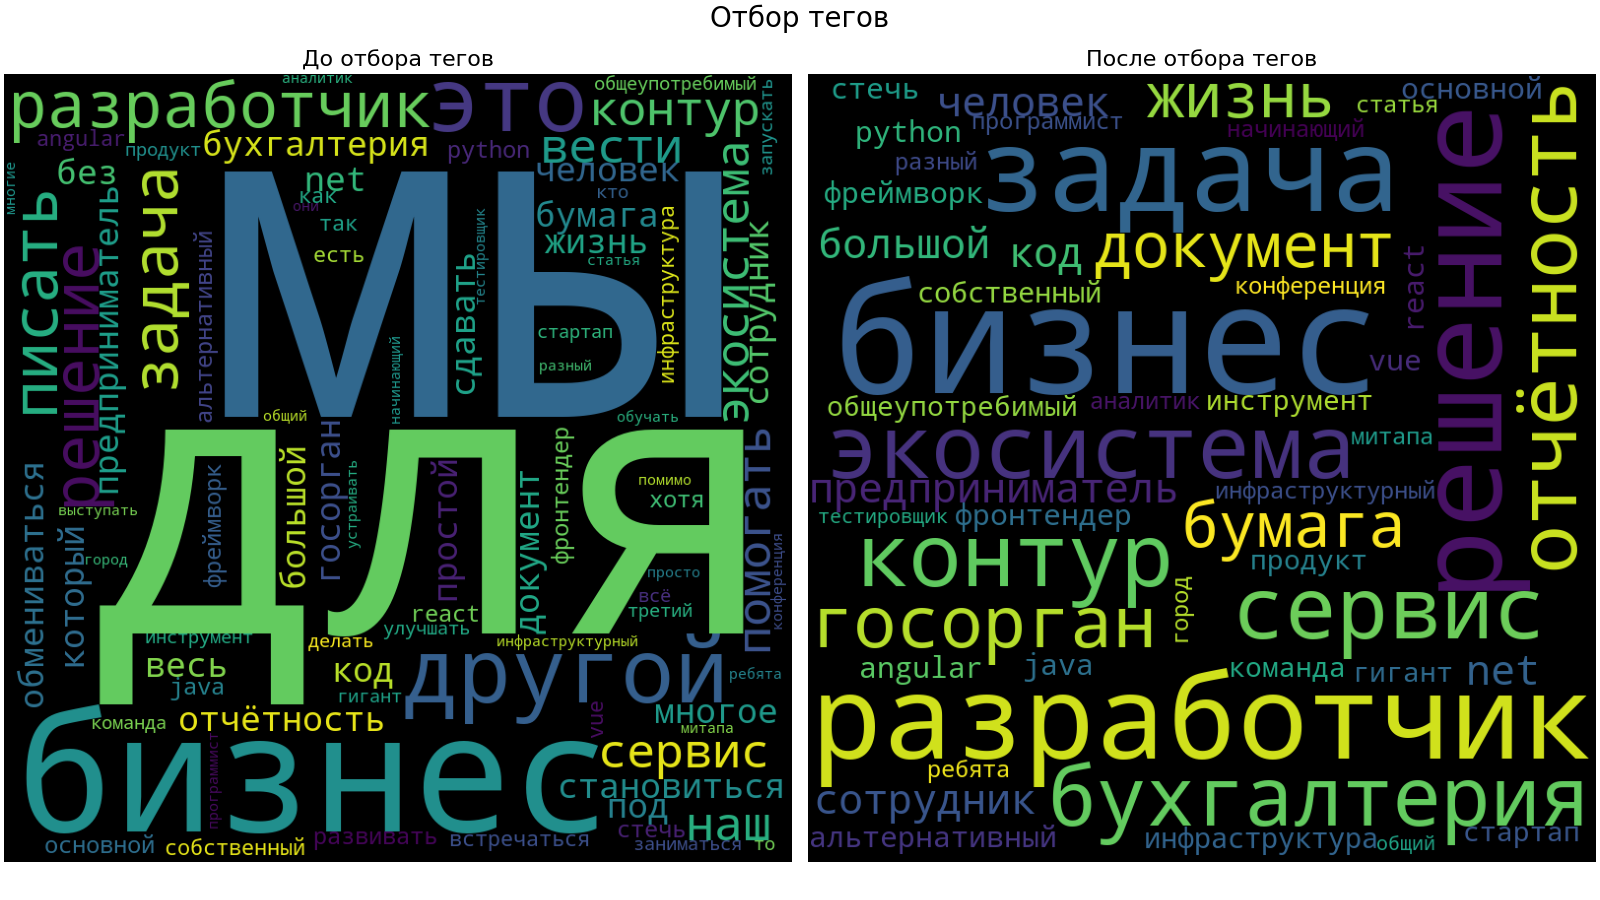 Отбор тегов
До отбора тегов
аналитик
общеупотребимый
разработчик
это
контур
запускать
angular
продукт
бухгалтерия
python
вести
многие
без
net
как
они
человек
кто
так
бумага
есть
жизнь
статья
писать
решение
предприниматель
задача
альтернативный
мы
сдавать
тестировщик
начинающий
стартап
разный
инфраструктура
экосистема
сотрудник
общий
обучать
для
обмениваться
который
выступать
город
фреймворк
большой
госорган
устраивать
простой
документ
фронтендер
помимо
хотя
помогать
конференция
просто
всё
третий
react
улучшать
инструмент
делать
инфраструктурный
весь
java
код
гигант
другой
ребята
vue
многое
митапа
команда
отчётность
бизнес
программист
сервис
становиться
под
наш
стечь
основной
собственный
развивать
встречаться
заниматься
то
После отбора тегов
стечь
человек
программист
жизнь
статья
основной
начинающий
python
разный
задача
фреймворк
решение
отчётность
большой
код
документ
react
собственный
конференция
бизнес
vue
общеупотребимый
аналитик
инструмент
экосистема
митапа
предприниматель
инфраструктурный
тестировщик
фронтендер
бумага
контур
продукт
госорган
город
сервис
angular
java
команда
гигант
net
разработчик
ребята
сотрудник
бухгалтерия
альтернативный
инфраструктура
общий
стартап